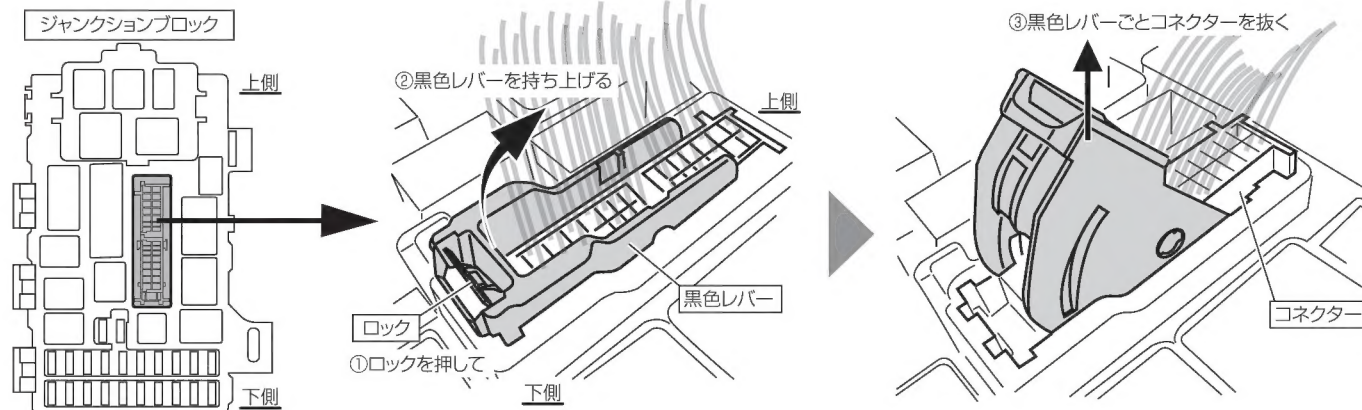 ジャンクションブロック
上側
下側
②黒色レバーを持ち上げる
上側
黒色レバー
ロック
①ロックを押して
下側
③黒色レバーごとコネクターを抜く
コネクター